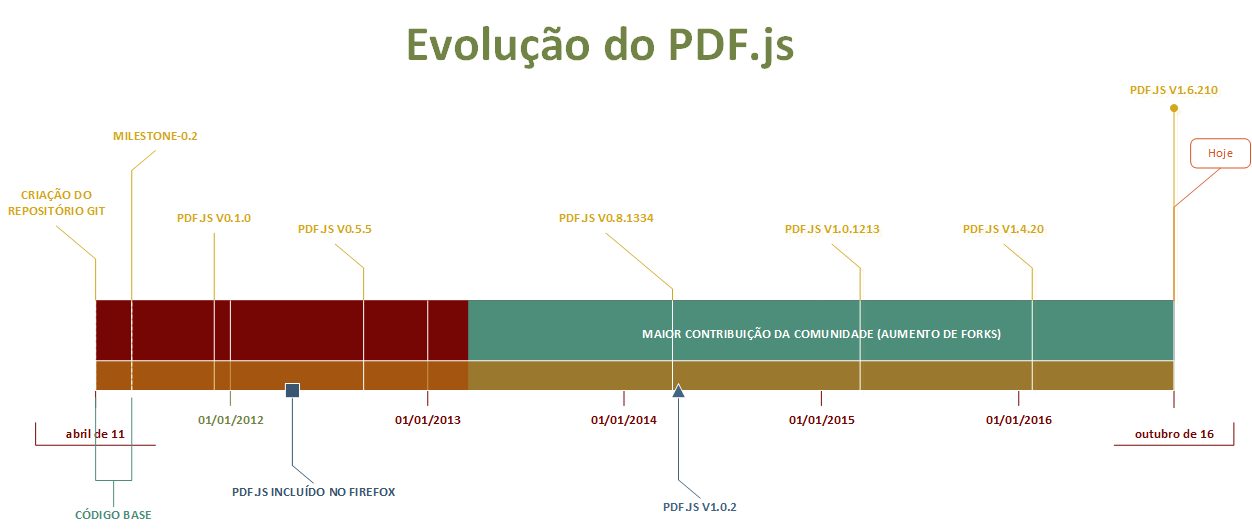 Evolução do PDF.js
PDF.JS V1.6.210
MILESTONE-0.2
Hoje
CRIAÇÃO DO
REPOSITÓRIO GIT
PDF.JS V0.1.0
PDF.JS V0.5.5
PDF.JS V0.8.1334
PDF.JS V1.0.1213
PDF.JS V1.4.20
MAIOR CONTRIBUIÇÃO DA COMUNIDADE (AUMENTO DE FORKS)
01/01/2012
01/01/2013
01/01/2014
01/01/2015
01/01/2016
abril de 11
outubro de 16
PDF.JS INCLUÍDO NO FIREFOX
PDF.JS V1.0.2
CÓDIGO BASE